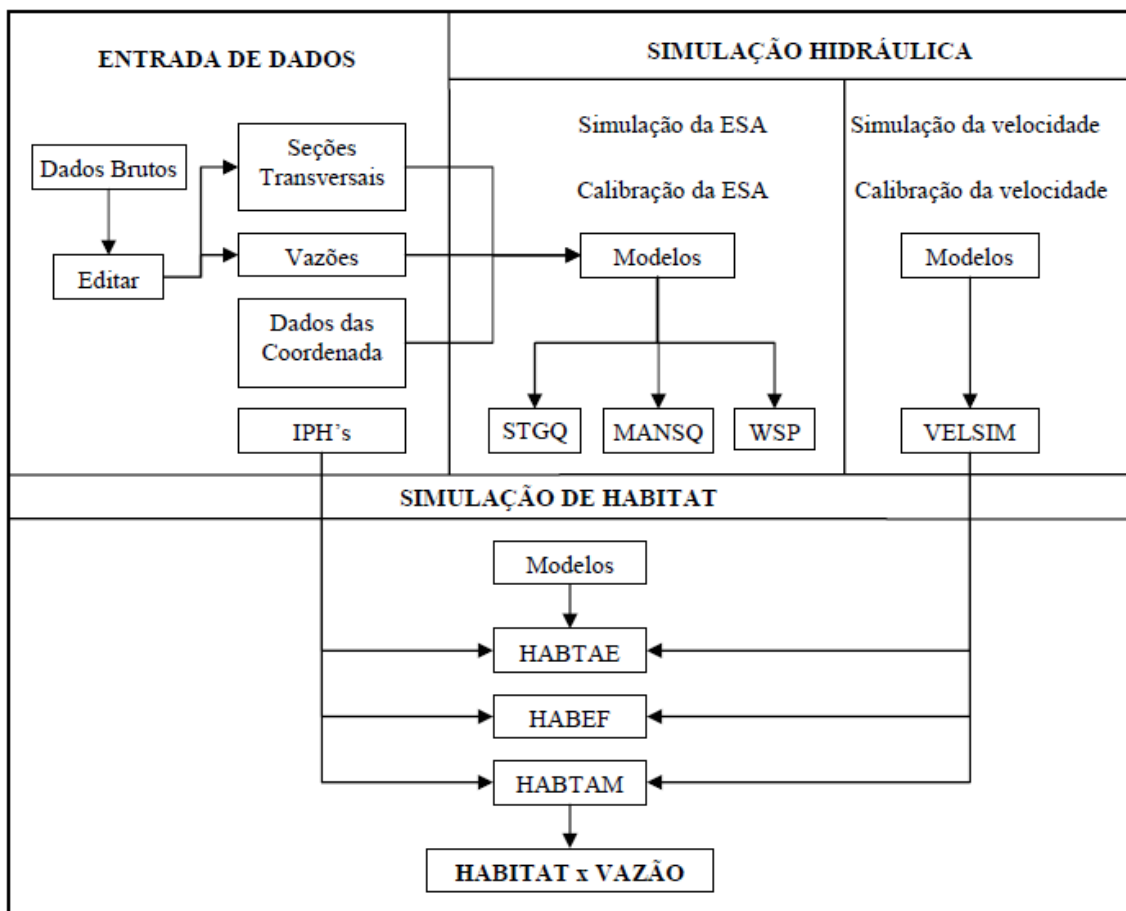 ENTRADA DE DADOS
Dados Brutos
Editar
Seções
Transversais
Vazões
Dados das
Coordenada
IPH's
SIMULAÇÃO HIDRÁULICA
Simulação da ESA
Calibração da ESA
Modelos
STGQ
MANSQ
WSP
Simulação da velocidade
Calibração da velocidade
Modelos
VELSIM
SIMULAÇÃO DE HABITAT
Modelos
HABTAE
HABEF
HABTAM
HABITAT x VAZÃO